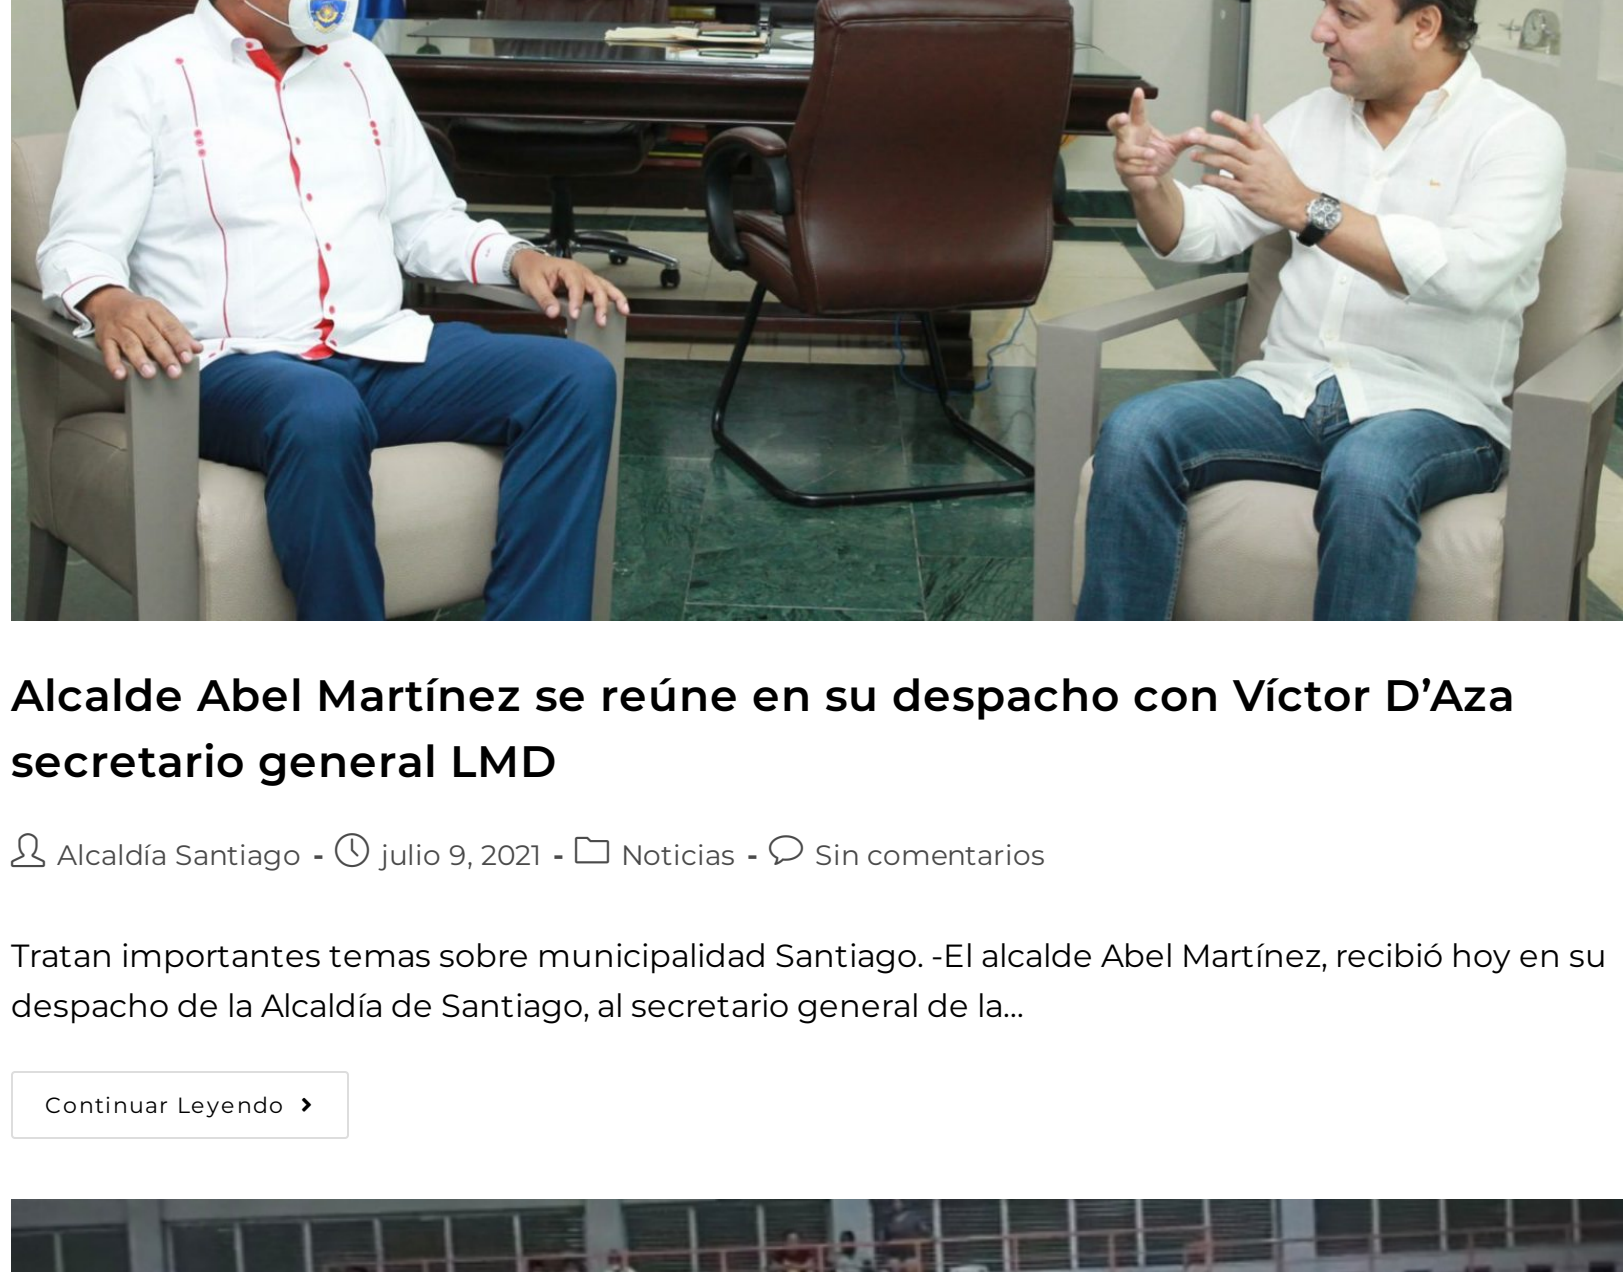 Alcalde Abel Martínez se reúne en su despacho con Víctor D’Aza
secretario general LMD
Alcaldía Santiago - julio 9, 2021 - Noticias - Sin comentarios
Tratan importantes temas sobre municipalidad Santiago. -El alcalde Abel Martínez, recibió hoy en su
despacho de la Alcaldía de Santiago, al secretario general de la...
Continuar Leyendo